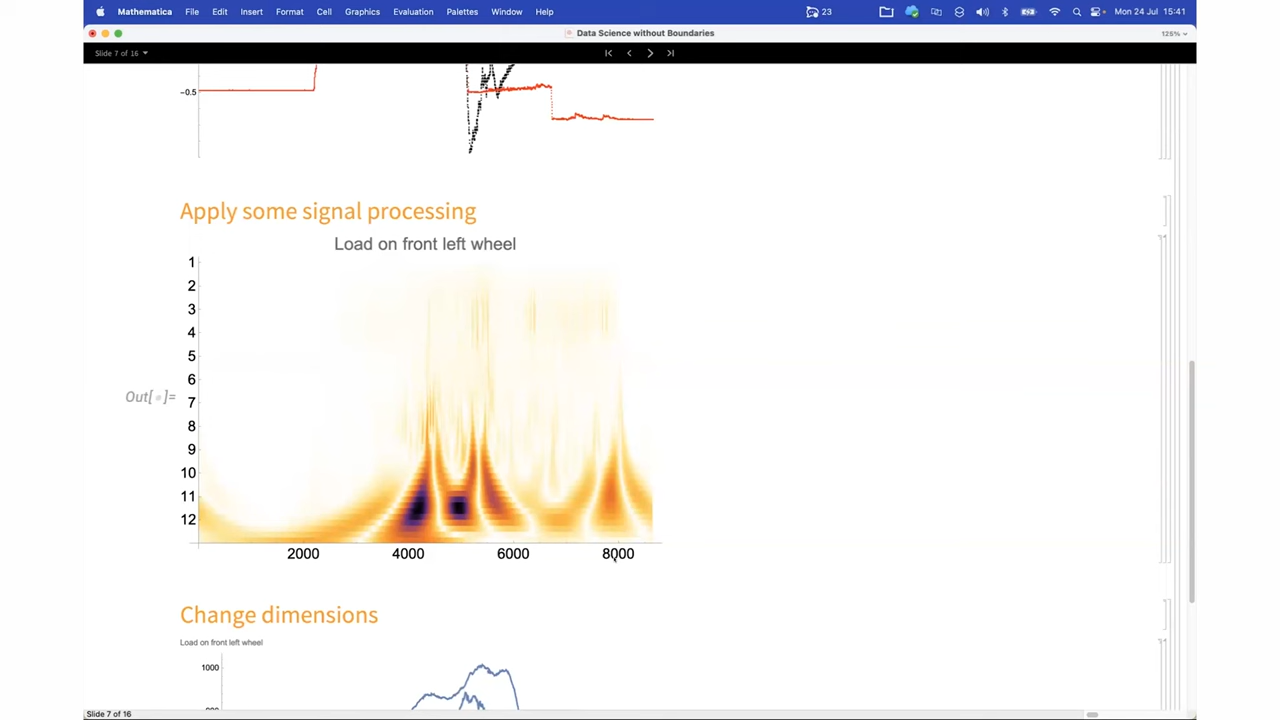 Mathematica File Edit Insert Format Cell Graphics Evaluation Palettes Window Help 23 Mon 24 Jul 15:41
Data Science without Boundaries 125%
Slide 7 of 16
-0.5
Apply some signal processing
Load on front left wheel
1
2
3
4
5
6
Out[ ]=
7
8
9
10
11
12
2000 4000 6000 8000
Change dimensions
Load on front left wheel
1000
Slide 7 of 16